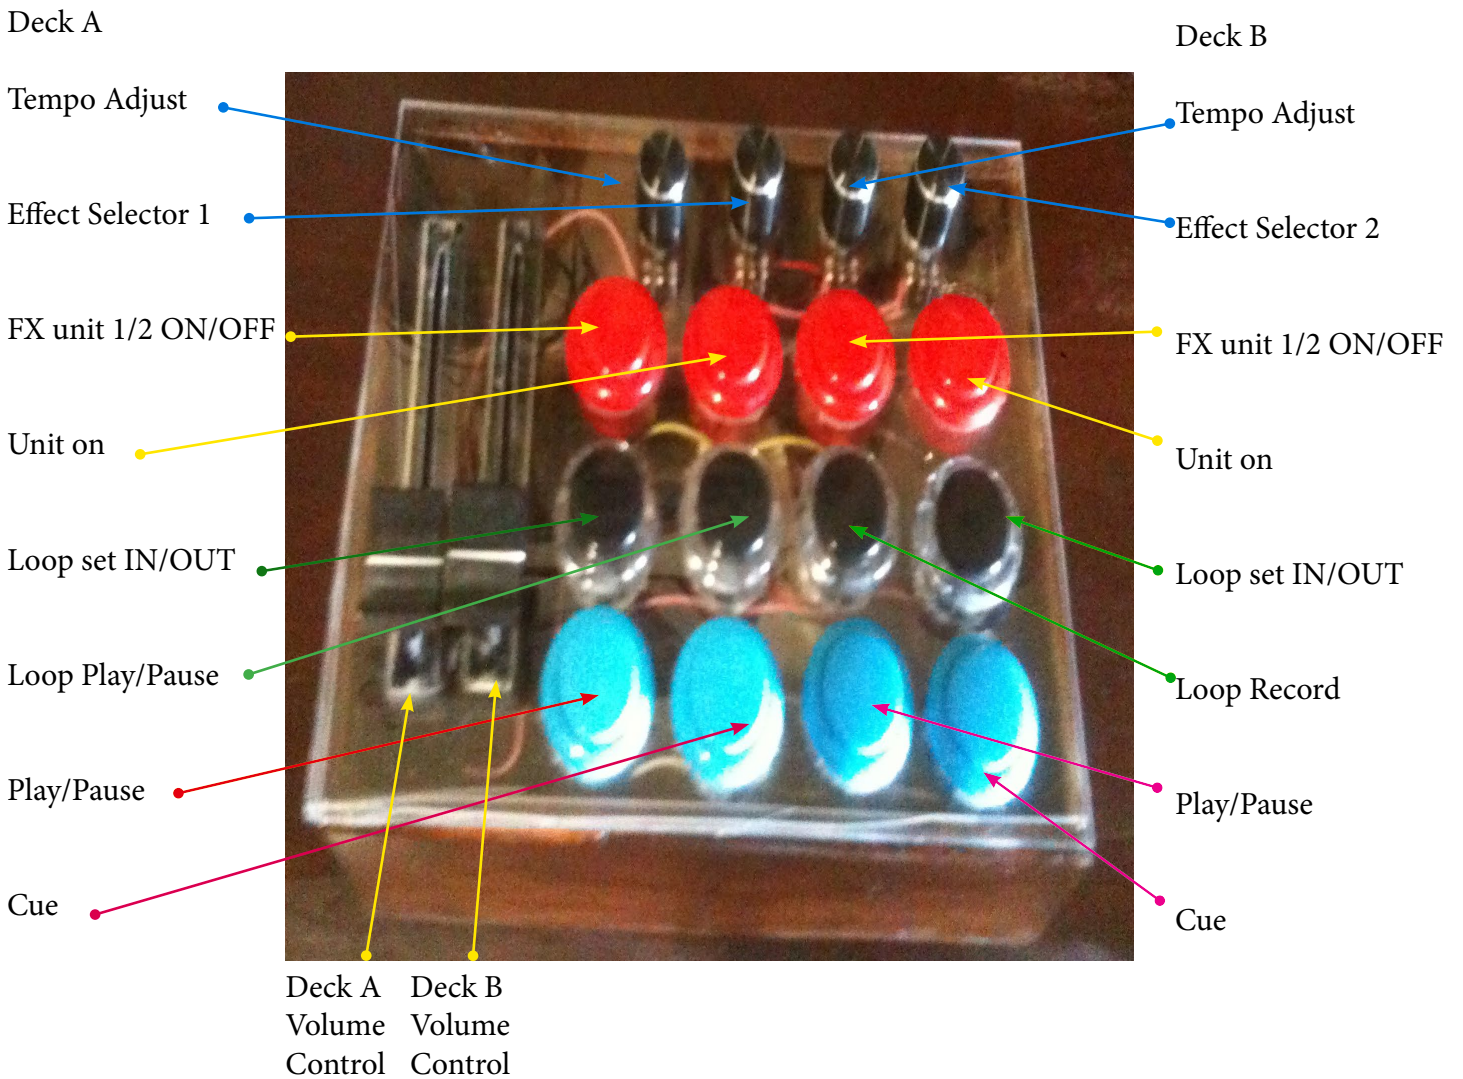 Deck A
Tempo Adjust
Effect Selector 1
FX unit 1/2 ON/OFF
Unit on
Loop set IN/OUT
Loop Play/Pause
Play/Pause
Cue
Deck A
Volume
Control
Deck B
Volume
Control
Deck B
Tempo Adjust
Effect Selector 2
FX unit 1/2 ON/OFF
Unit on
Loop set IN/OUT
Loop Record
Play/Pause
Cue